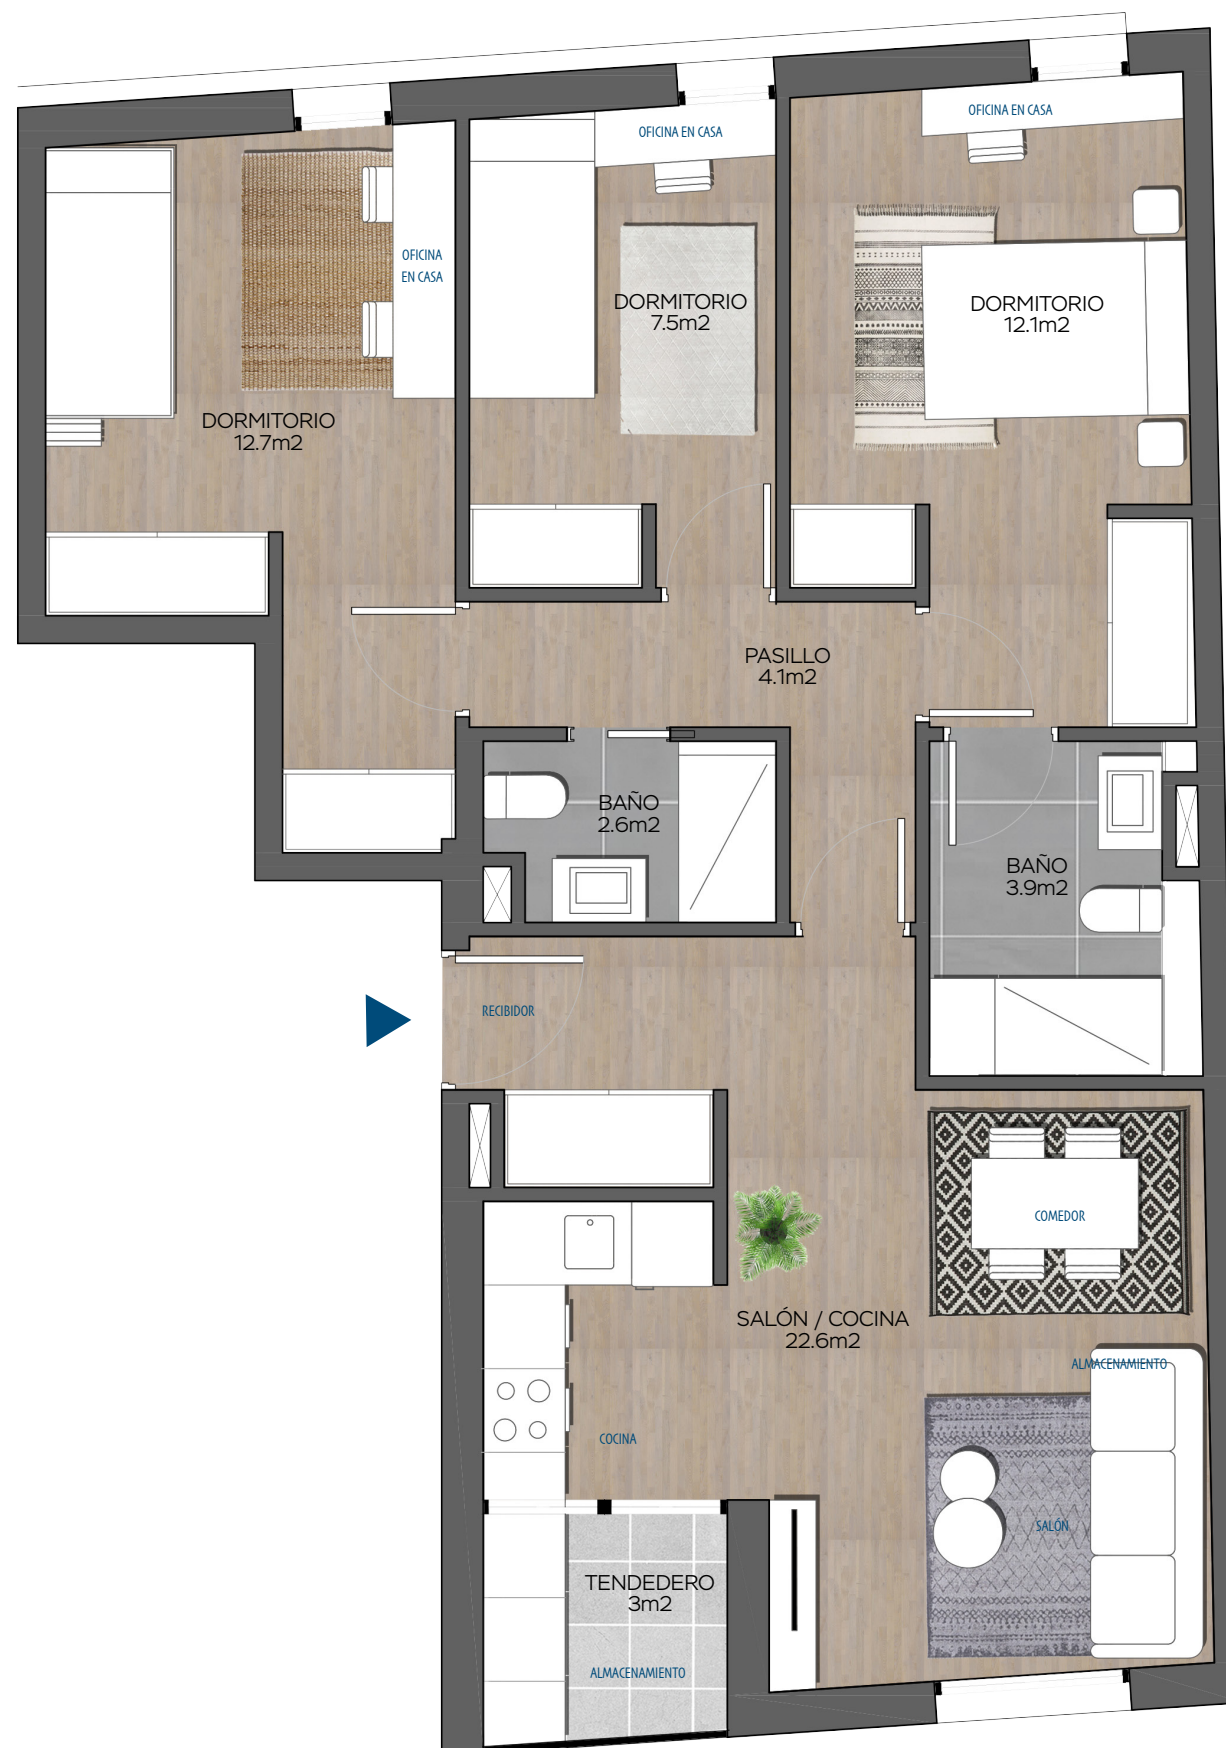 OFICINA EN CASA
OFICINA EN CASA
OFICINA
EN CASA
DORMITORIO
7.5m2
DORMITORIO
12.1m2
DORMITORIO
12.7m2
PASILLO
4.1m2
BAÑO
2.6m2
BAÑO
3.9m2
RECIBIDOR
COMEDOR
SALÓN / COCINA
22.6m2
ALMACENAMIENTO
COCINA
SALÓN
TENDEDERO
3m2
ALMACENAMIENTO